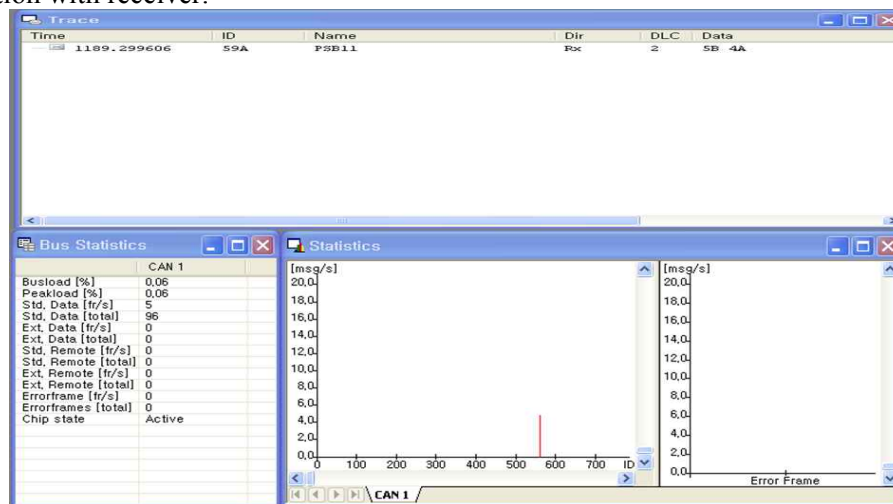 tion with receiver.
Trace
Time ID Name Dir DLC Data
1189.299606 59A PSB11 Rx 2 5B 4A
Bus Statistics
CAN 1
Busload [%] 0,06
Peakload [%] 0,06
Std, Data [fr/s] 5
Std, Data [total] 96
Ext, Data [fr/s] 0
Ext, Data [total] 0
Std, Remote [fr/s] 0
Std, Remote [total] 0
Ext, Remote [fr/s] 0
Ext, Remote [total] 0
Errorframe [fr/s] 0
Errorframes [total] 0
Chip state Active
Statistics
[msg/s]
20,0
18,0
16,0
14,0
12,0
10,0
8,0
6,0
4,0
2,0
0,0
0 100 200 300 400 500 600 700 ID
CAN 1
[msg/s]
20,0
18,0
16,0
14,0
12,0
10,0
8,0
6,0
4,0
2,0
0,0
Error Frame